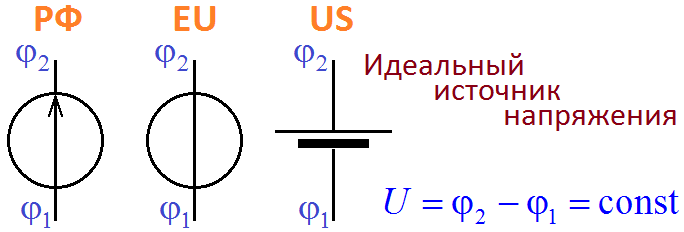 РФ EU US
φ₂ φ₂ φ₂
Идеальный
источник
напряжения
φ₁ φ₁ φ₁
U = φ₂ − φ₁ = const